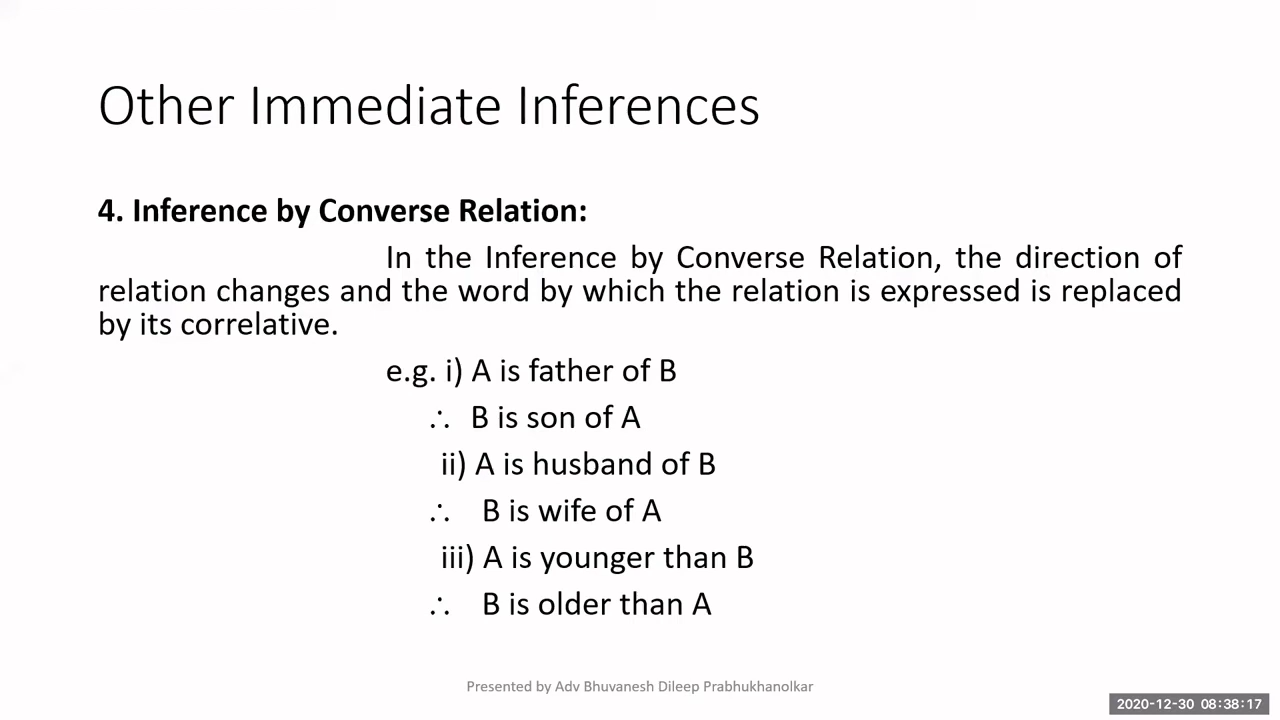 Other Immediate Inferences
4. Inference by Converse Relation:
In the Inference by Converse Relation, the direction of
relation changes and the word by which the relation is expressed is replaced
by its correlative.
e.g. i) A is father of B
∴ B is son of A
ii) A is husband of B
∴ B is wife of A
iii) A is younger than B
∴ B is older than A
Presented by Adv Bhuvanesh Dileep Prabhukhanolkar
2020-12-30 08:38:17